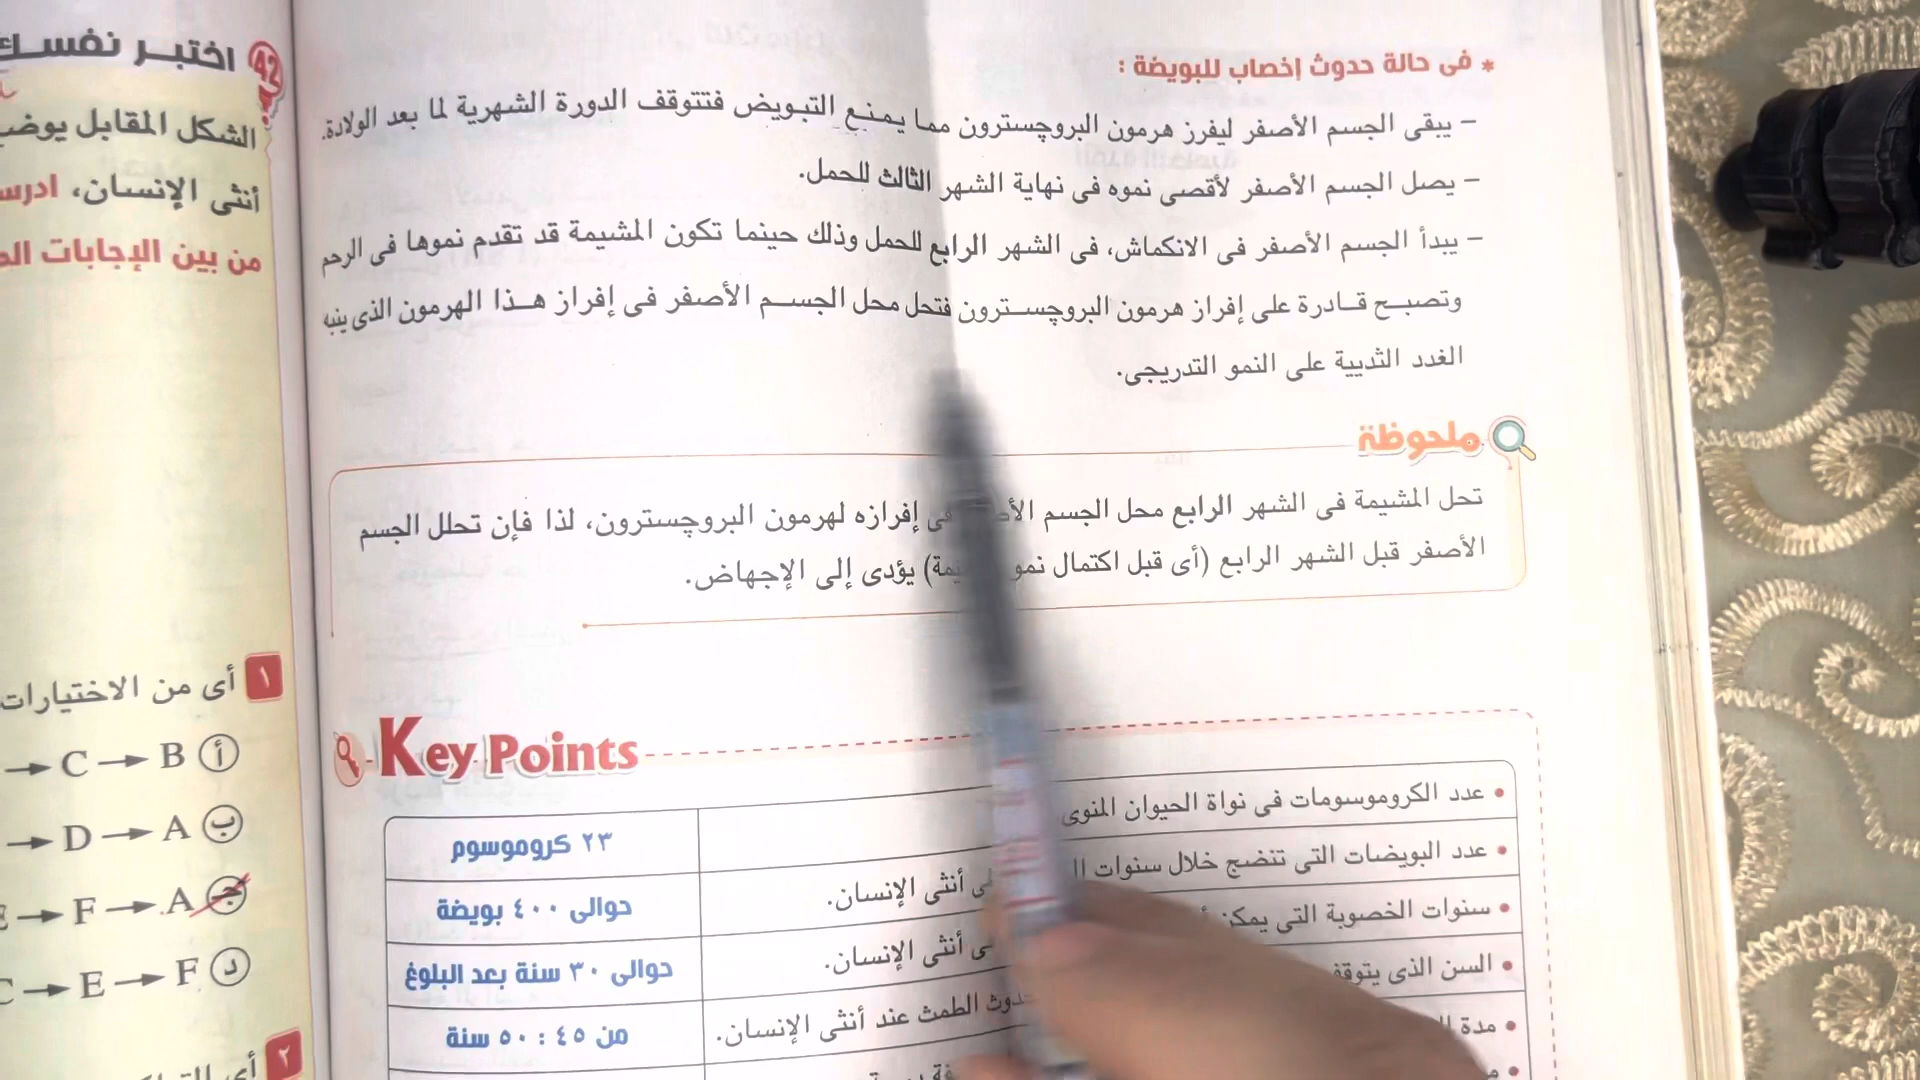 * فى حالة حدوث إخصاب للبويضة :
– يبقى الجسم الأصفر ليفرز هرمون البروچسترون مما يمنع التبويض فتتوقف الدورة الشهرية لما بعد الولادة.
– يصل الجسم الأصفر لأقصى نموه فى نهاية الشهر الثالث للحمل.
– يبدأ الجسم الأصفر فى الانكماش، فى الشهر الرابع للحمل وذلك حينما تكون المشيمة قد تقدم نموها فى الرحم
وتصبح قادرة على إفراز هرمون البروچسترون فتحل محل الجسم الأصفر فى إفراز هذا الهرمون الذى ينبه
الغدد الثديية على النمو التدريجى.
ملحوظة
تحل المشيمة فى الشهر الرابع محل الجسم فى إفرازه لهرمون البروچسترون، لذا فإن تحلل الجسم
الأصفر قبل الشهر الرابع (أى قبل اكتمال نمو يؤدى إلى الإجهاض.
Key Points
• عدد الكروموسومات فى نواة الحيوان المنوى
٢٣ كروموسوم
• عدد البويضات التى تنضج خلال سنوات أنثى الإنسان.
حوالى ٤٠٠ بويضة
• سنوات الخصوبة التى يمكن أنثى الإنسان.
حوالى ٣٠ سنة بعد البلوغ
• السن الذى يتوقف حدوث الطمث عند أنثى الإنسان.
من ٤٥ : ٥٠ سنة
• مدة
42 اختبر نفسك
الشكل المقابل يوضح
أنثى الإنسان، ادرس
من بين الإجابات
١ أى من الاختيارات
أ B → C →
ب A → D →
جـ A → F → E
د F → E → C
٢ أى